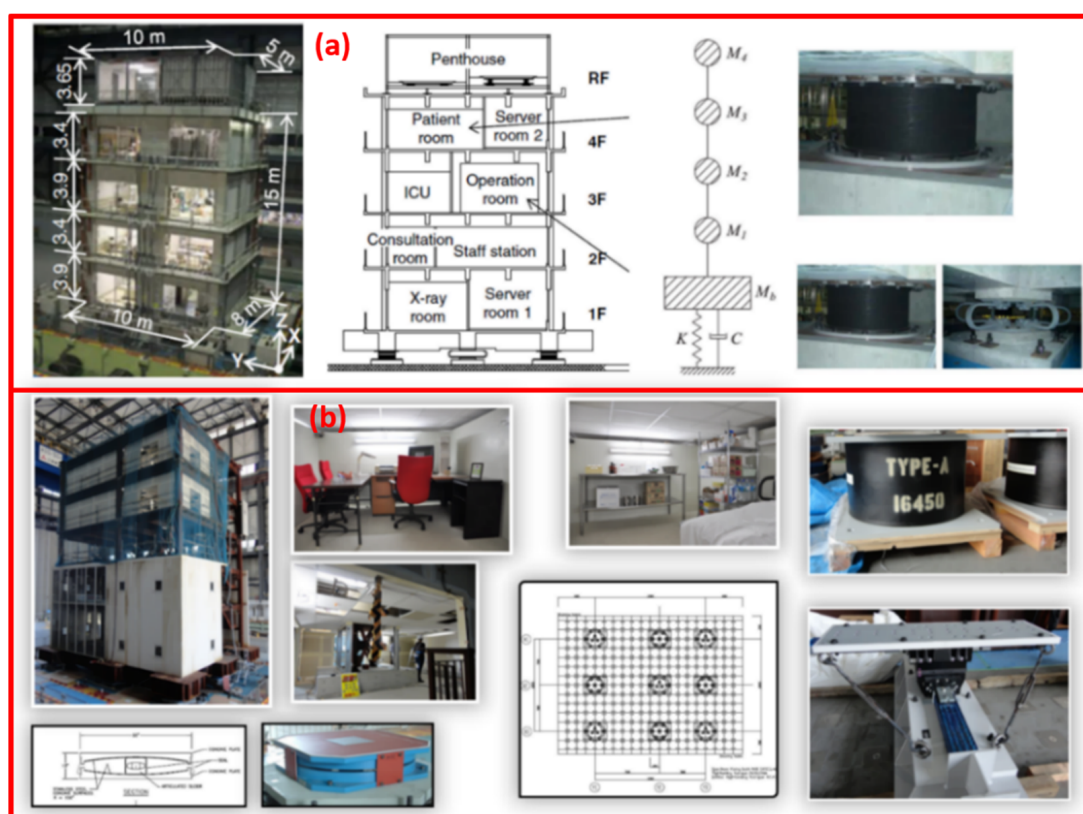 (a)
10 m
5 m
3.65
3.4
3.9
3.4
3.9
15 m
10 m
8 m
Z
X
Y
Penthouse
RF
Patient
room
Server
room 2
4F
ICU
Operation
room
3F
Consultation
room
Staff station
2F
X-ray
room
Server
room 1
1F
M4
M3
M2
M1
Mb
K
C
(b)
TYPE-A
16450
SECTION